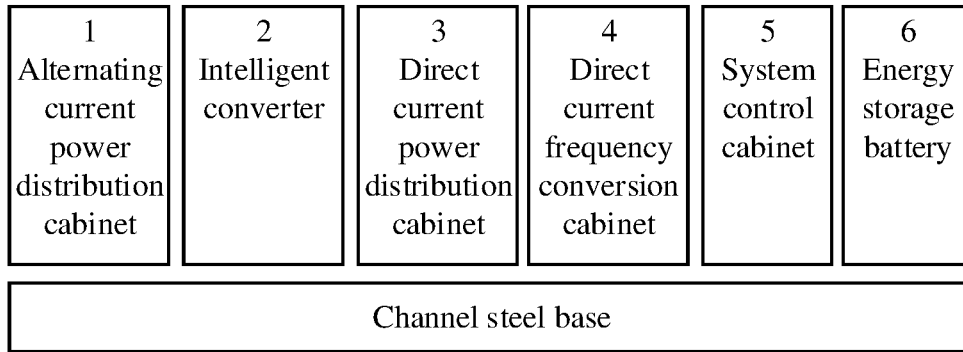 1
Alternating
current
power
distribution
cabinet
2
Intelligent
converter
3
Direct
current
power
distribution
cabinet
4
Direct
current
frequency
conversion
cabinet
5
System
control
cabinet
6
Energy
storage
battery
Channel steel base